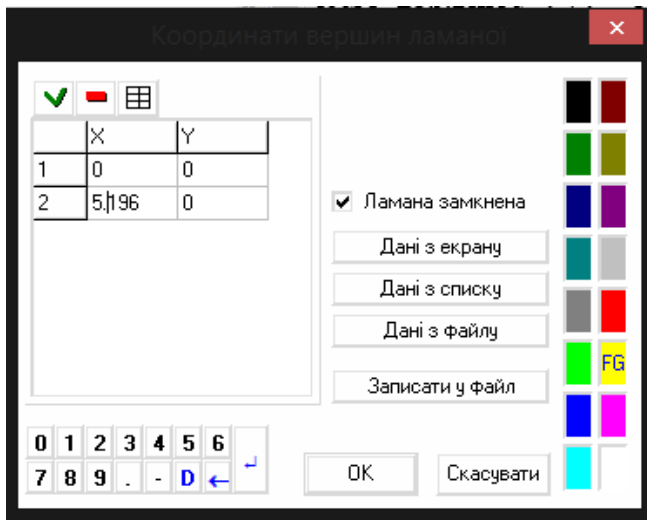 Координати вершин ламаної
X Y
1 0 0
2 5.196 0
Ламана замкнена
Дані з екрану
Дані з списку
Дані з файлу
Записати у файл
FG
0 1 2 3 4 5 6
7 8 9 . - D ←
OK
Скасувати